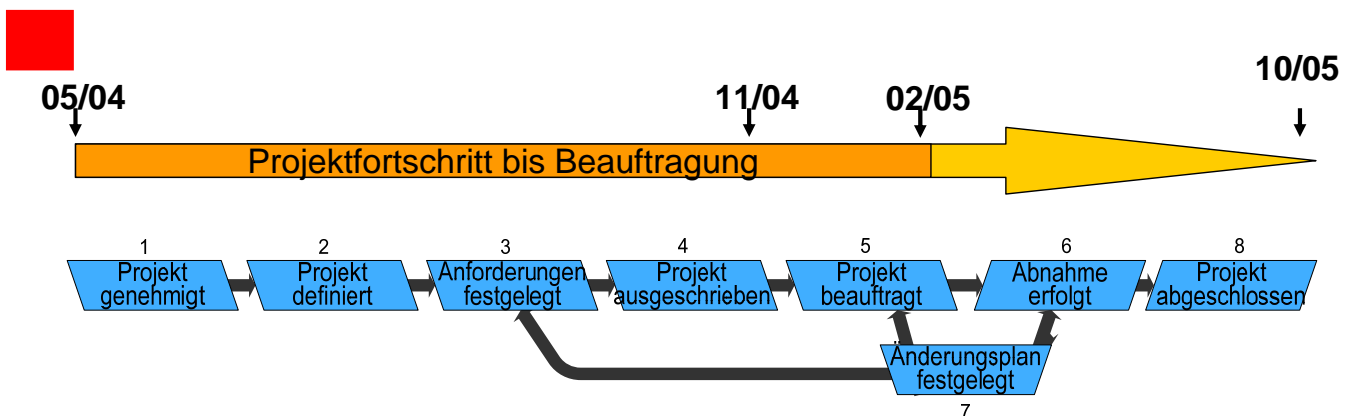 10/05
05/04
11/04
02/05
Projektfortschritt bis Beauftragung
1
Projekt
genehmigt
2
Projekt
definiert
3
Anforderungen
festgelegt
4
Projekt
ausgeschrieben
5
Projekt
beauftragt
6
Abnahme
erfolgt
8
Projekt
abgeschlossen
Änderungsplan
festgelegt
7